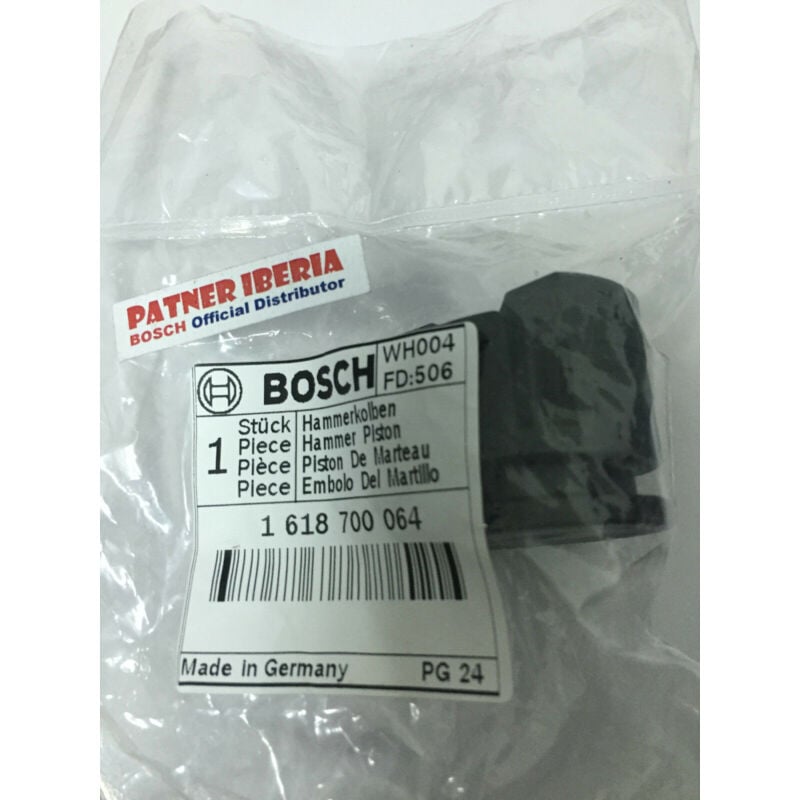 PATNER IBERIA
BOSCH Official Distributor
BOSCH
WH004
FD:506
1
Stück
Piece
Pièce
Piece
Hammerkolben
Hammer Piston
Piston De Marteau
Embolo Del Martillo
1 618 700 064
Made in Germany PG 24